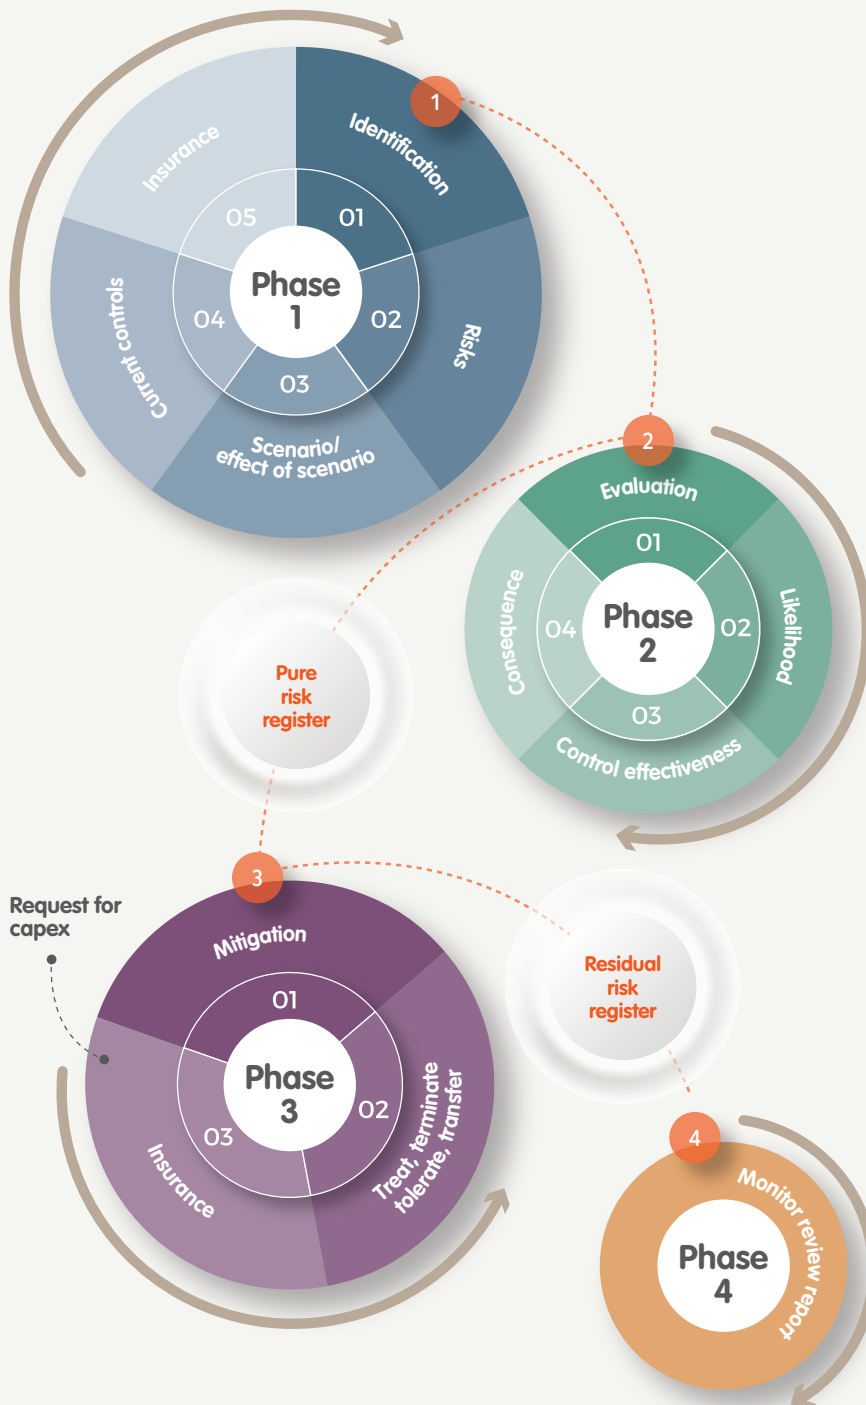 1
Identification
01
Risks
02
Scenario/
effect of scenario
03
Current controls
04
Insurance
05
Phase
1
2
Evaluation
01
Likelihood
02
Control effectiveness
03
Consequence
04
Phase
2
Pure
risk
register
3
Request for
capex
Mitigation
01
Treat, terminate
tolerate, transfer
02
Insurance
03
Phase
3
Residual
risk
register
4
Monitor review report
Phase
4